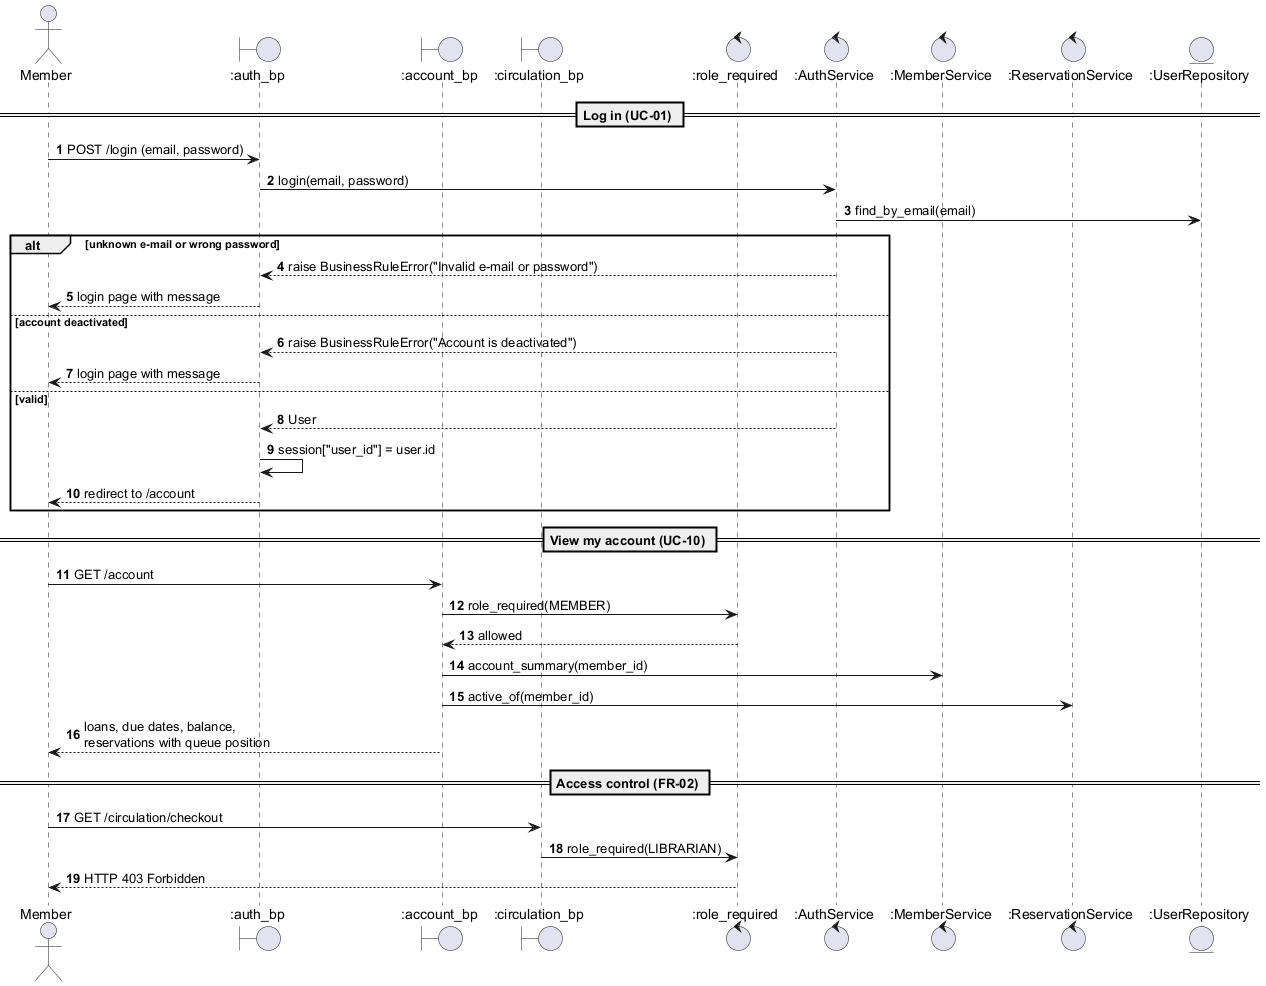 Member
:auth_bp
:account_bp
:circulation_bp
:role_required
:AuthService
:MemberService
:ReservationService
:UserRepository
Log in (UC-01)
1 POST /login (email, password)
2 login(email, password)
3 find_by_email(email)
alt [unknown e-mail or wrong password]
4 raise BusinessRuleError("Invalid e-mail or password")
5 login page with message
[account deactivated]
6 raise BusinessRuleError("Account is deactivated")
7 login page with message
[valid]
8 User
9 session["user_id"] = user.id
10 redirect to /account
View my account (UC-10)
11 GET /account
12 role_required(MEMBER)
13 allowed
14 account_summary(member_id)
15 active_of(member_id)
16 loans, due dates, balance,
reservations with queue position
Access control (FR-02)
17 GET /circulation/checkout
18 role_required(LIBRARIAN)
19 HTTP 403 Forbidden
Member
:auth_bp
:account_bp
:circulation_bp
:role_required
:AuthService
:MemberService
:ReservationService
:UserRepository